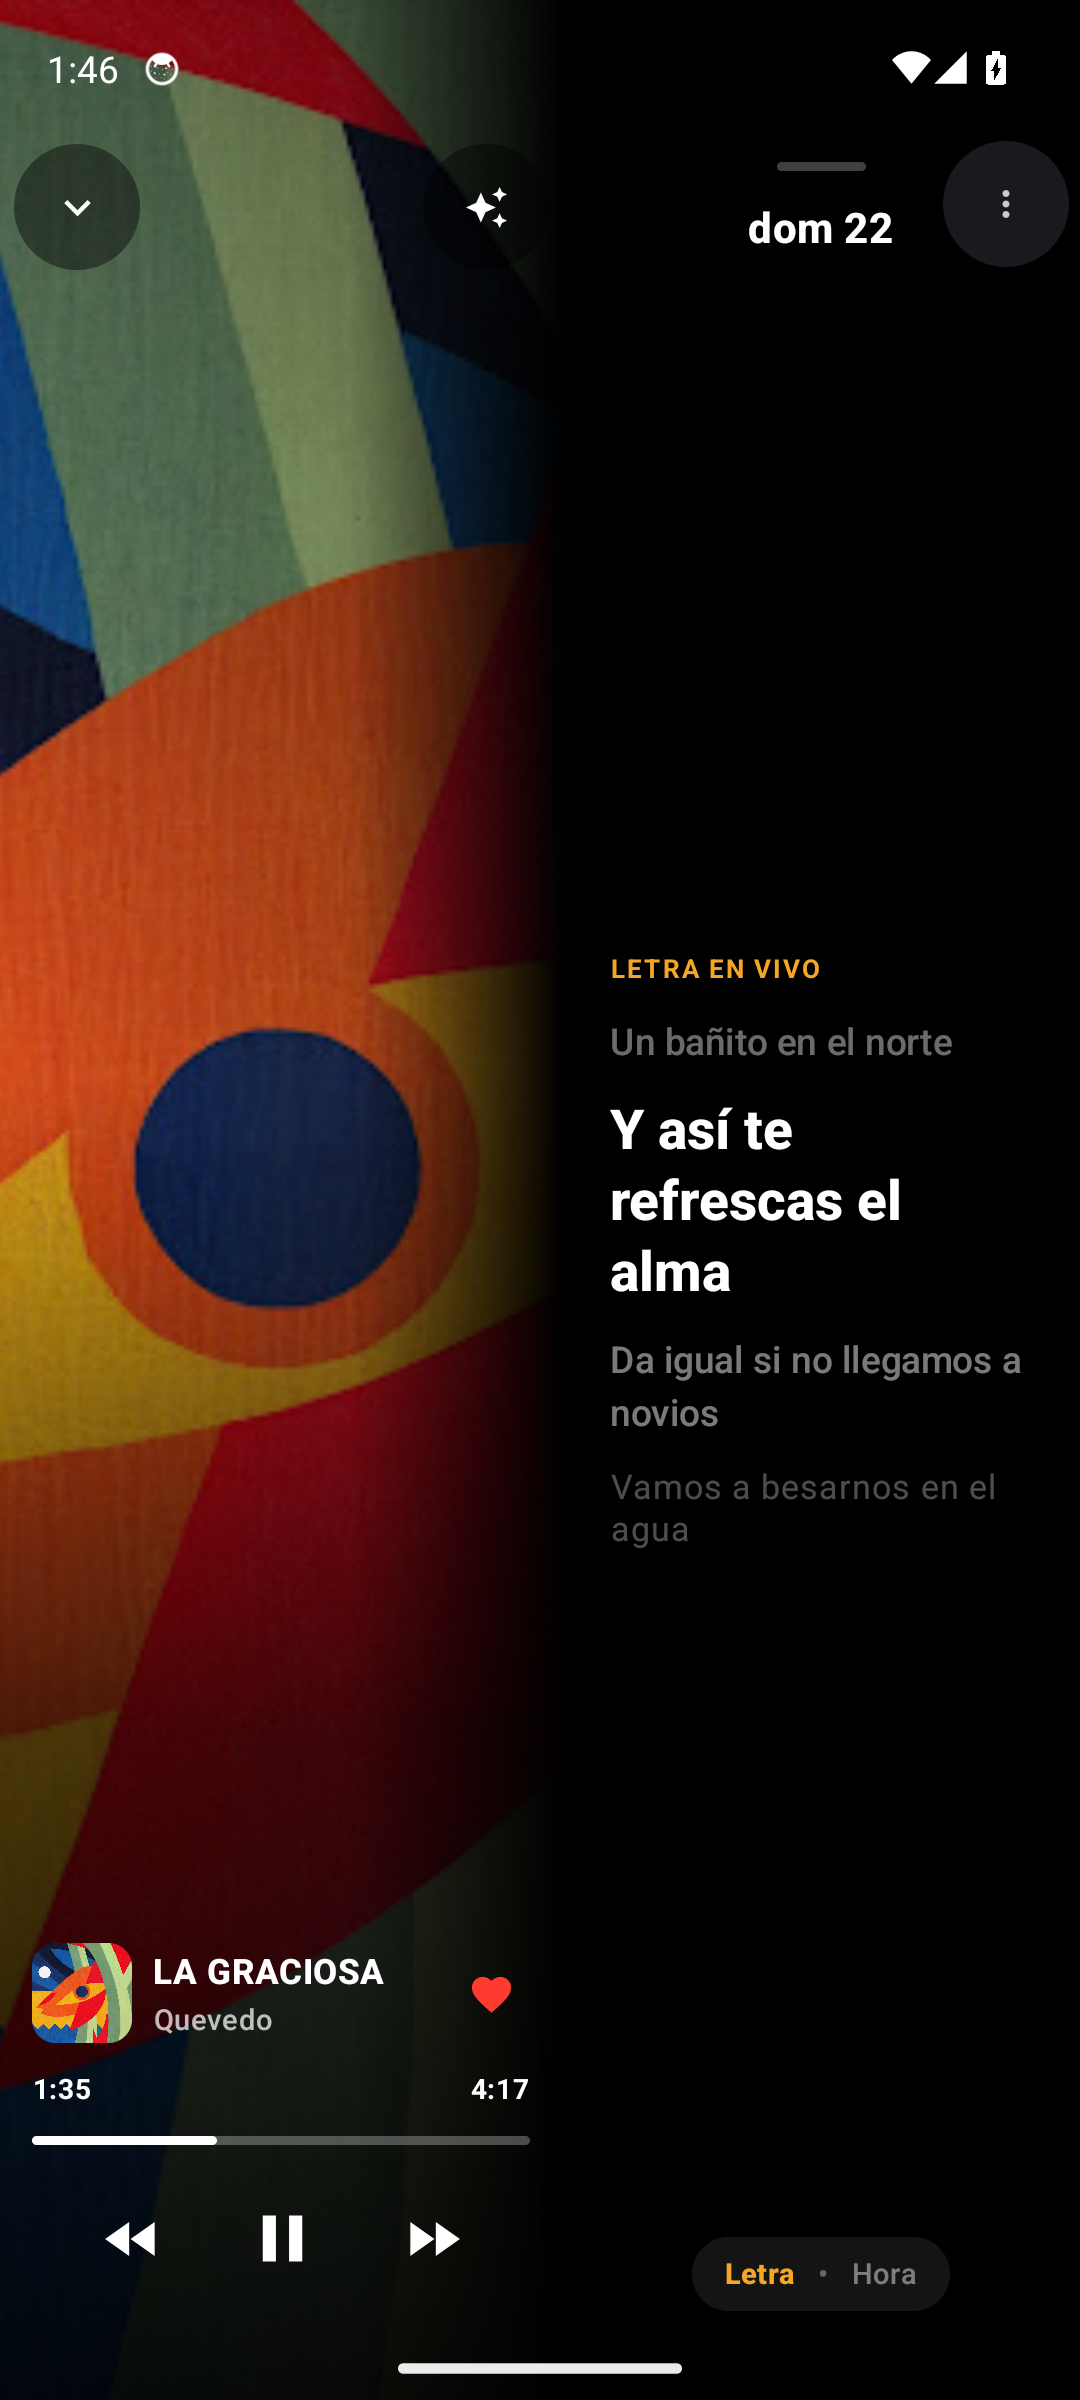 1:46
dom 22
LETRA EN VIVO
Un bañito en el norte
Y así te
refrescas el
alma
Da igual si no llegamos a
novios
Vamos a besarnos en el
agua
LA GRACIOSA
Quevedo
1:35
4:17
Letra • Hora